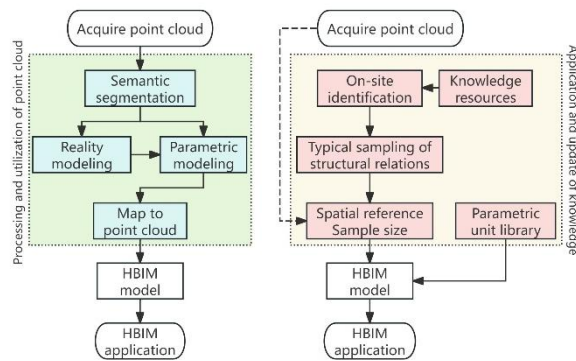 Acquire point cloud
Processing and utilization of point cloud
Semantic
segmentation
Reality
modeling
Parametric
modeling
Map to
point cloud
HBIM
model
HBIM
application
Acquire point cloud
Application and update of knowledge
On-site
identification
Knowledge
resources
Typical sampling of
structural relations
Spatial reference
Sample size
Parametric
unit library
HBIM
model
HBIM
application